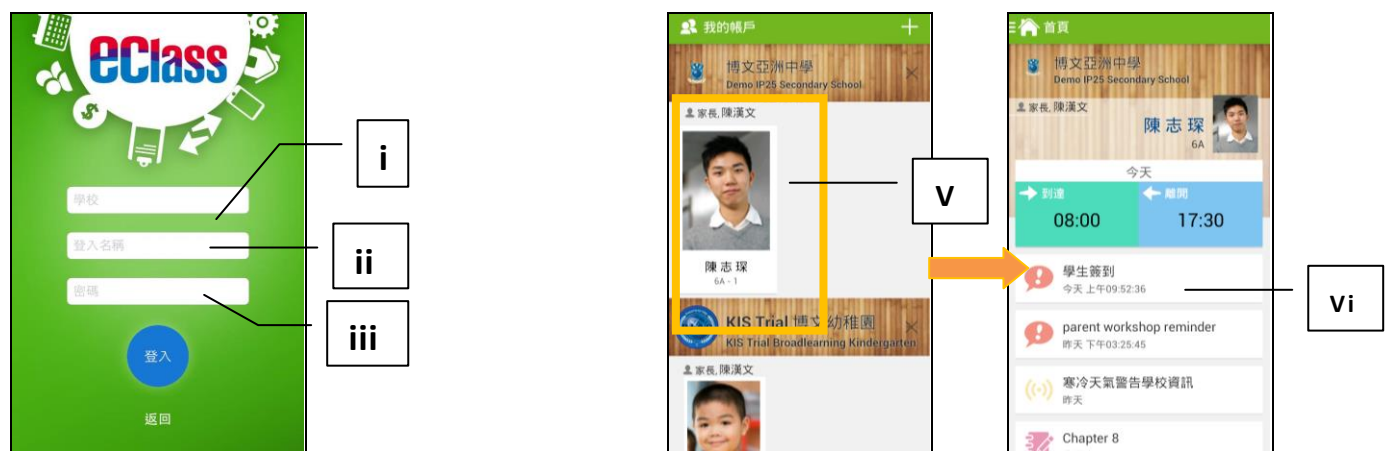 eClass
學校
登入名稱
密碼
登入
返回
i
ii
iii
我的帳戶
博文亞洲中學
Demo IP25 Secondary School
家長, 陳漢文
陳 志 琛
6A - 1
KIS Trial 博文幼稚園
KIS Trial Broadlearning Kindergarten
家長, 陳漢文
V
首頁
博文亞洲中學
Demo IP25 Secondary School
家長, 陳漢文
陳 志 琛
6A
今天
到達
離開
08:00
17:30
學生簽到
今天 上午09:52:36
parent workshop reminder
昨天 下午03:25:45
寒冷天氣警告學校資訊
昨天
Chapter 8
Vi